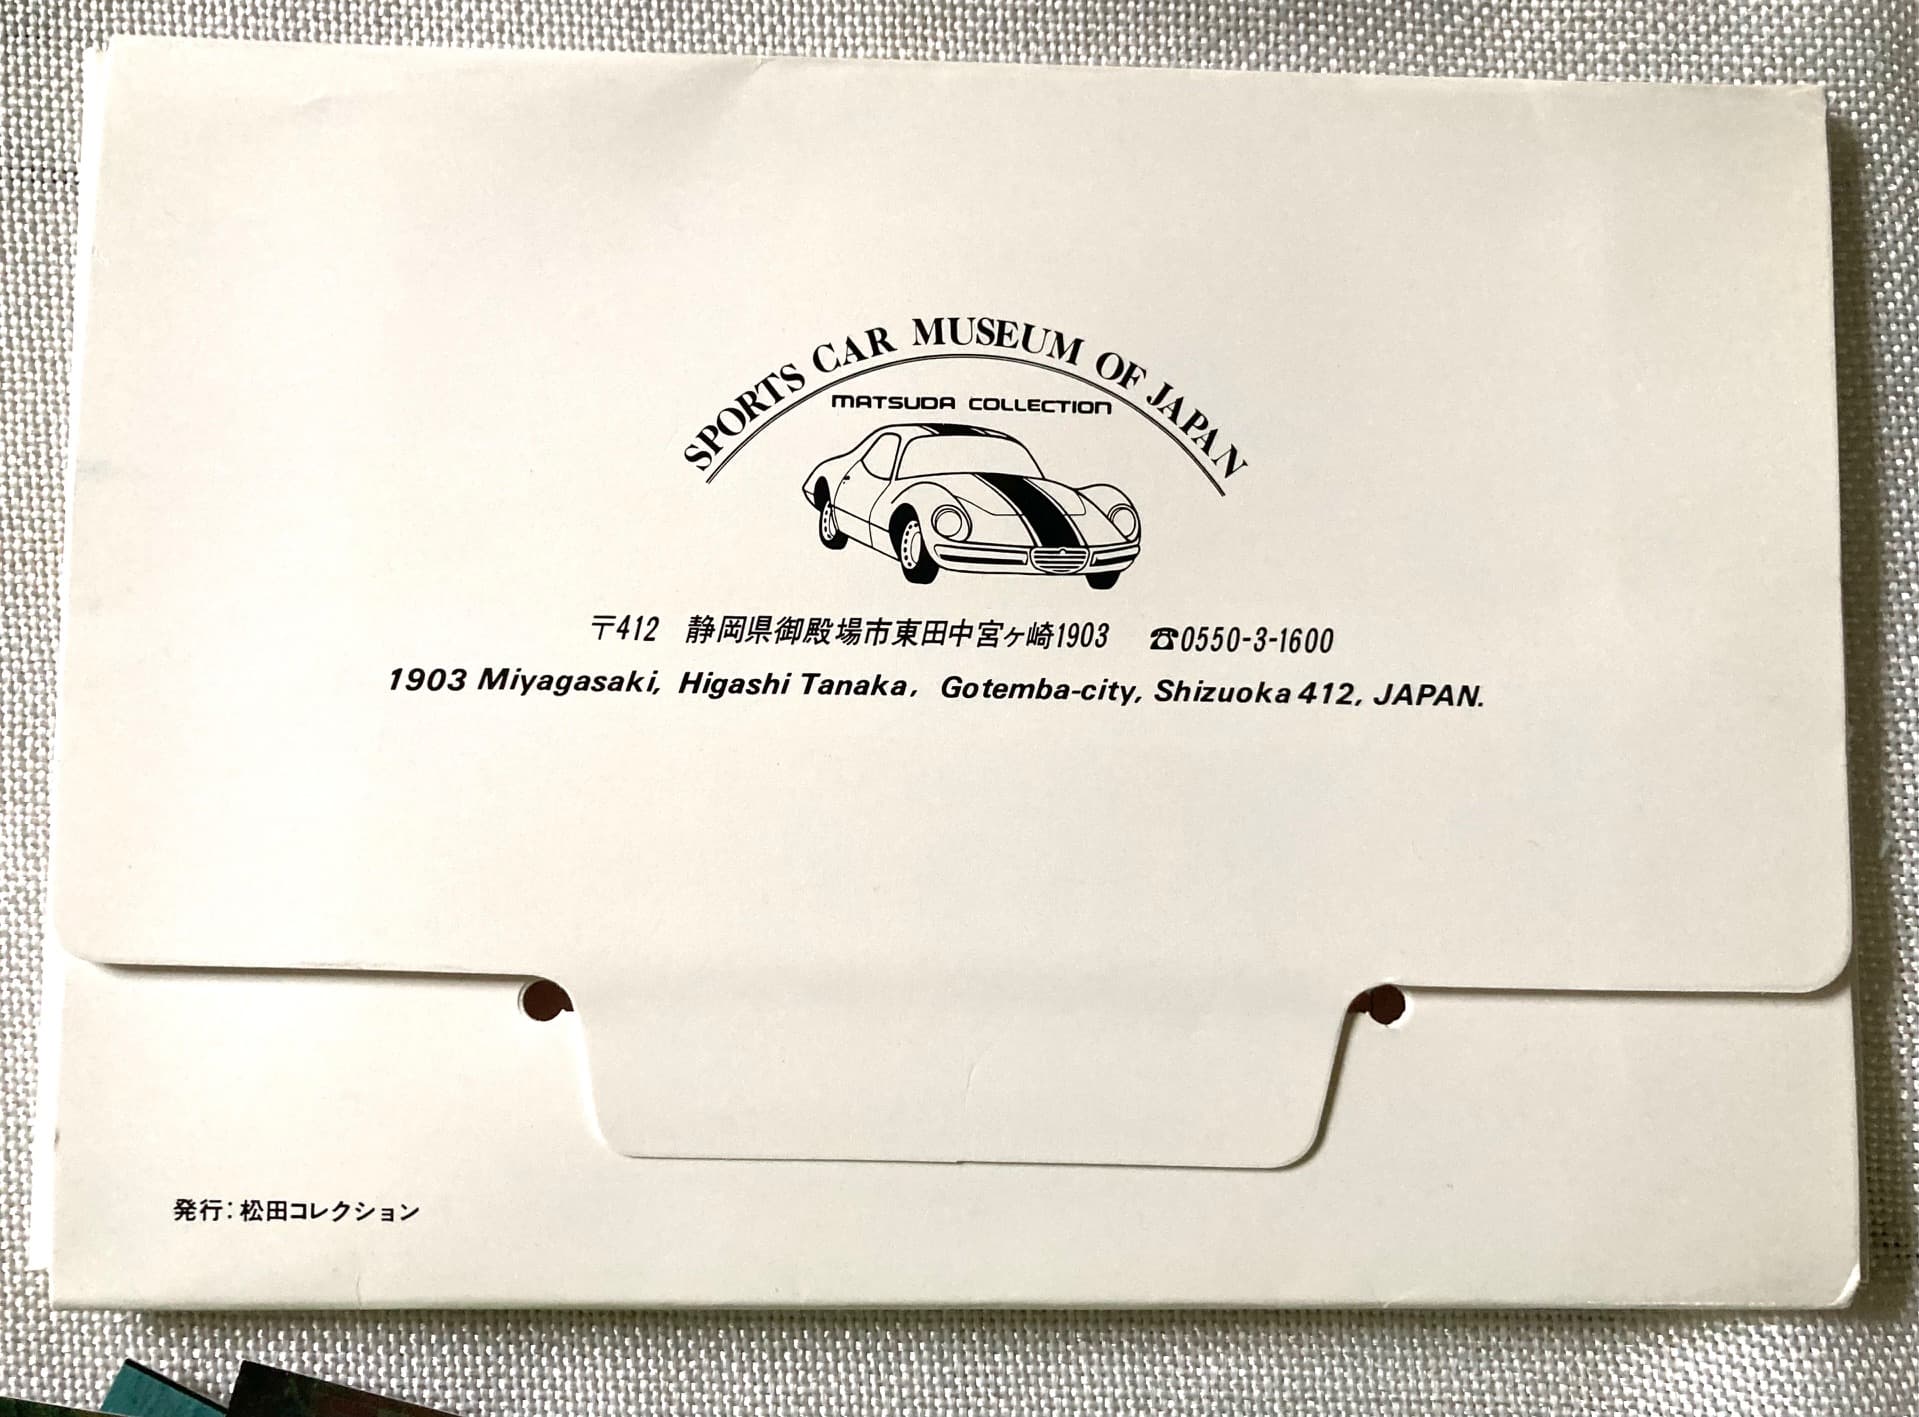 SPORTS CAR MUSEUM OF JAPAN
MATSUDA COLLECTION
〒412 静岡県御殿場市東田中宮ヶ崎1903 ☎0550-3-1600
1903 Miyagasaki, Higashi Tanaka, Gotemba-city, Shizuoka 412, JAPAN.
発行：松田コレクション